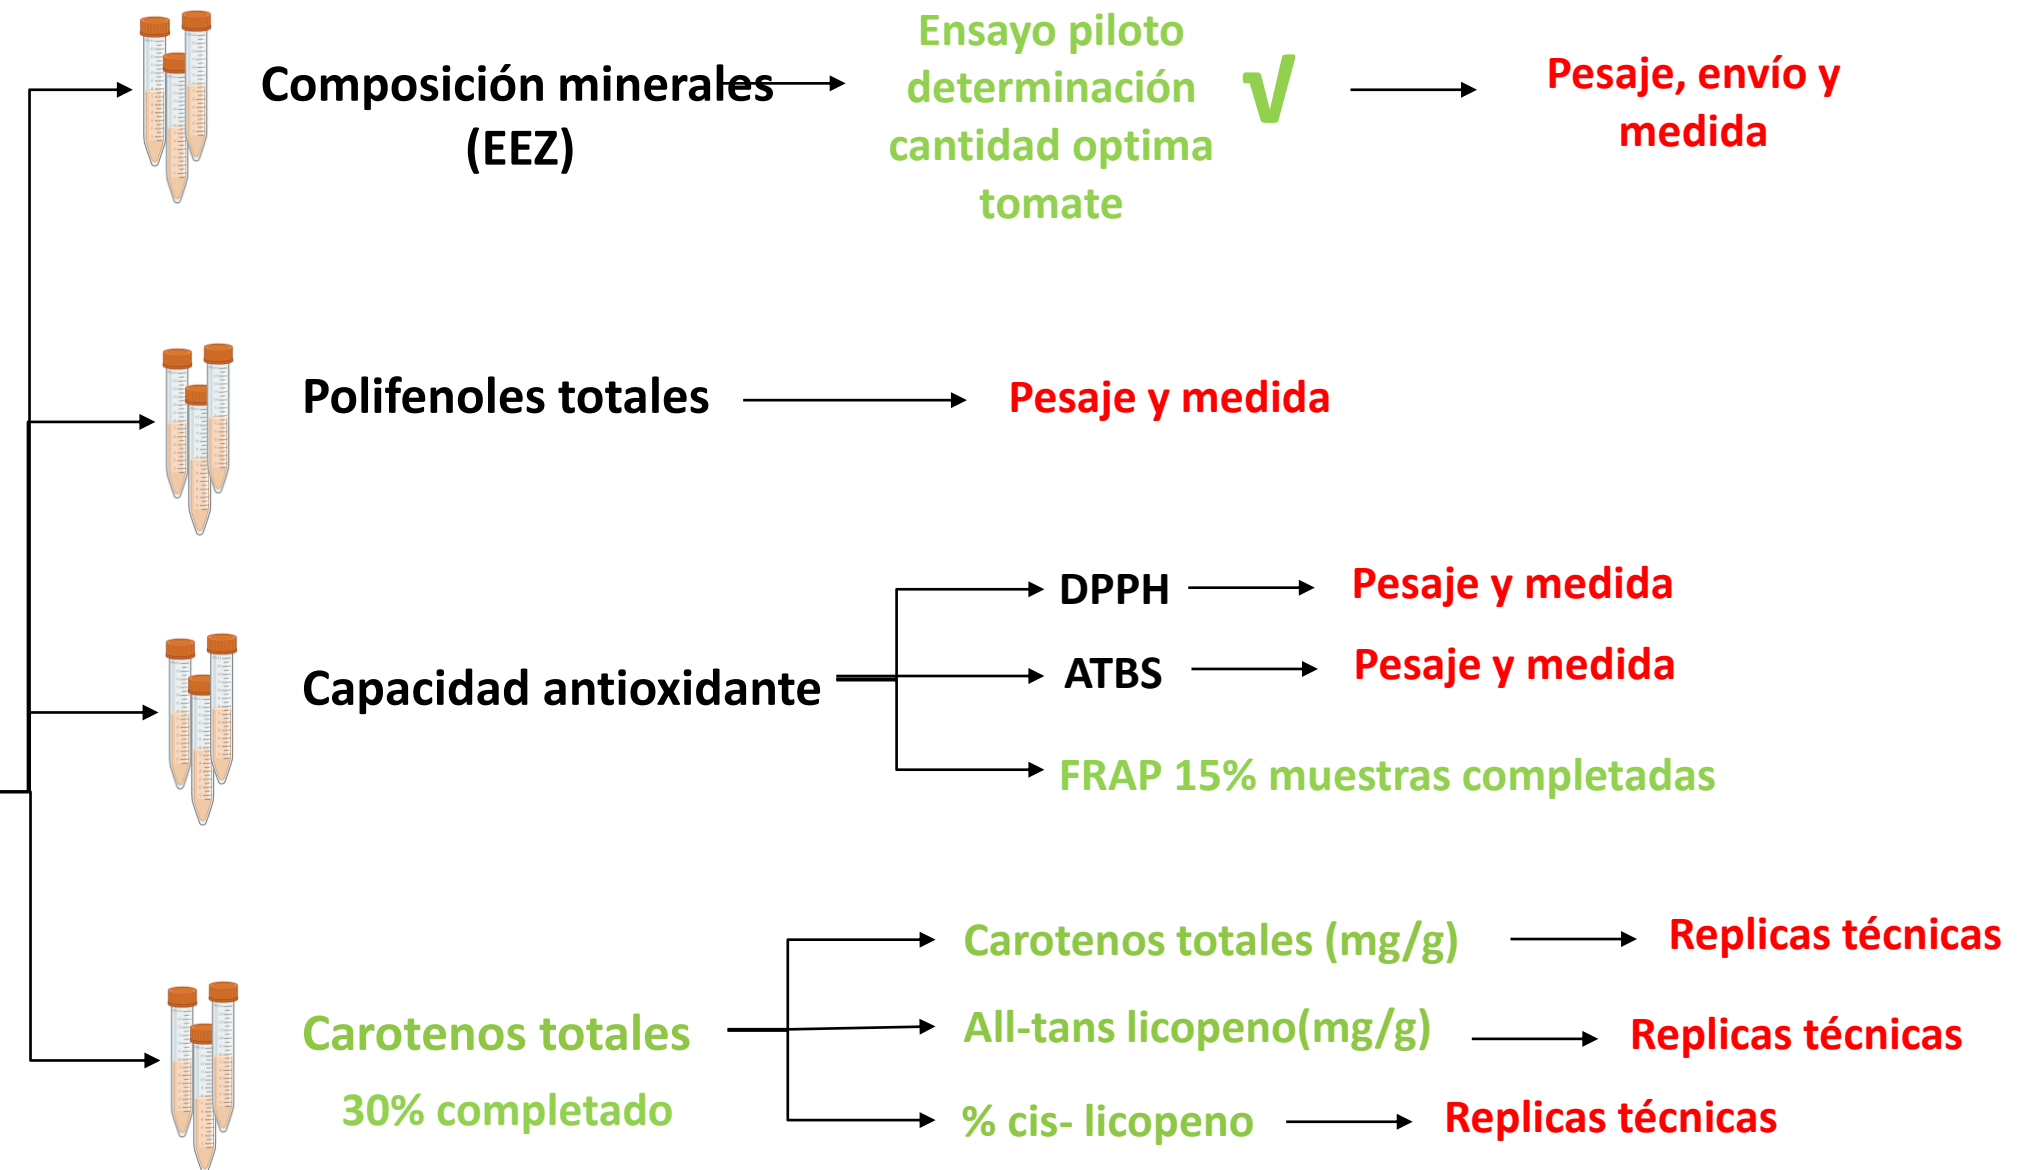 Composición minerales
(EEZ)
Ensayo piloto
determinación
cantidad optima
tomate
√
Pesaje, envío y
medida
Polifenoles totales
Pesaje y medida
Capacidad antioxidante
DPPH
Pesaje y medida
ATBS
Pesaje y medida
FRAP 15% muestras completadas
Carotenos totales
30% completado
Carotenos totales (mg/g)
Replicas técnicas
All-tans licopeno(mg/g)
Replicas técnicas
% cis- licopeno
Replicas técnicas